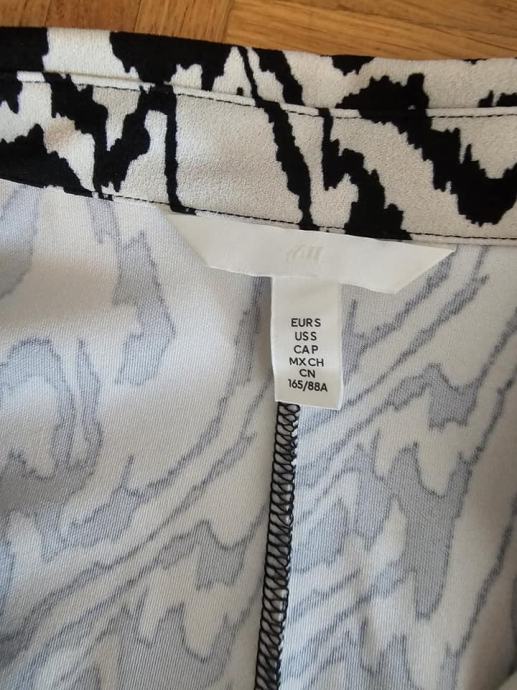 H&M
EUR S
US S
CA P
MX CH
CN
165/88A